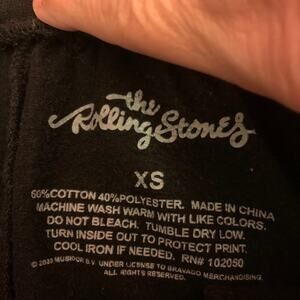 the
Rolling Stones
XS
60%COTTON 40%POLYESTER. MADE IN CHINA
MACHINE WASH WARM WITH LIKE COLORS.
DO NOT BLEACH. TUMBLE DRY LOW.
TURN INSIDE OUT TO PROTECT PRINT.
COOL IRON IF NEEDED. RN# 102050
© 2020 MUSIDOR B.V. UNDER LICENSE TO BRAVADO MERCHANDISING.
ALL RIGHTS RESERVED.